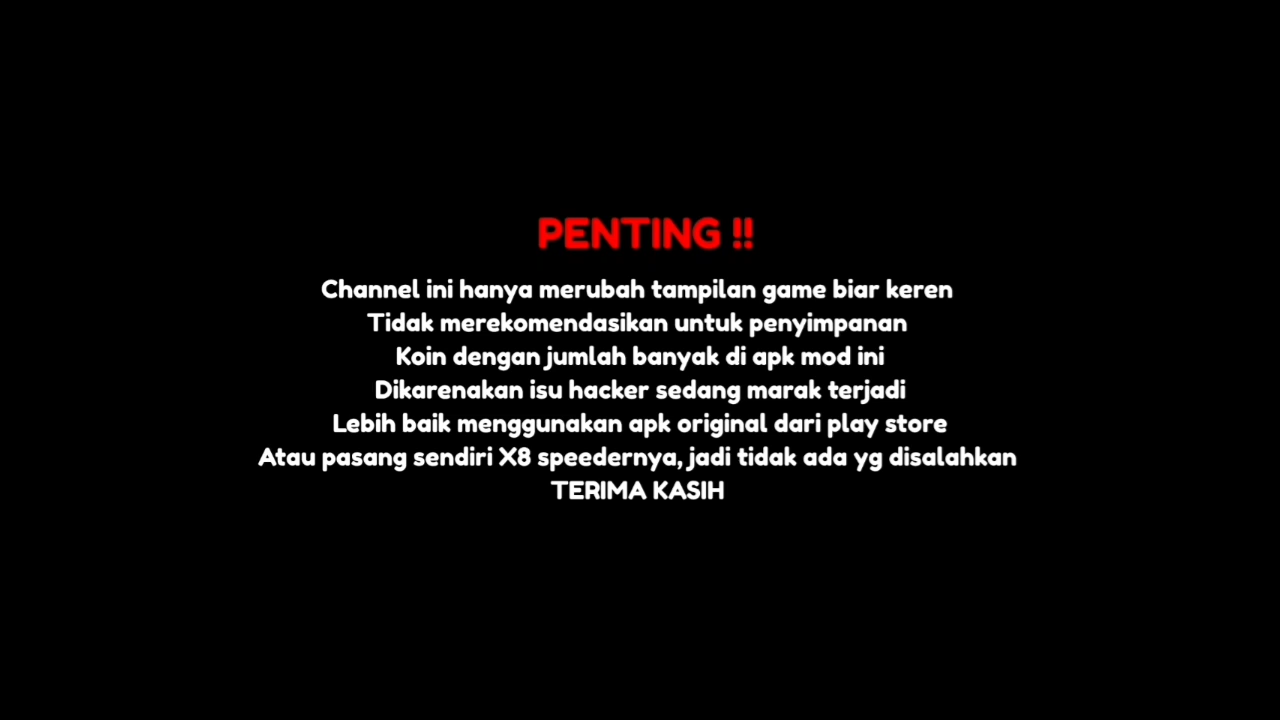 PENTING !!
Channel ini hanya merubah tampilan game biar keren
Tidak merekomendasikan untuk penyimpanan
Koin dengan jumlah banyak di apk mod ini
Dikarenakan isu hacker sedang marak terjadi
Lebih baik menggunakan apk original dari play store
Atau pasang sendiri X8 speedernya, jadi tidak ada yg disalahkan
TERIMA KASIH